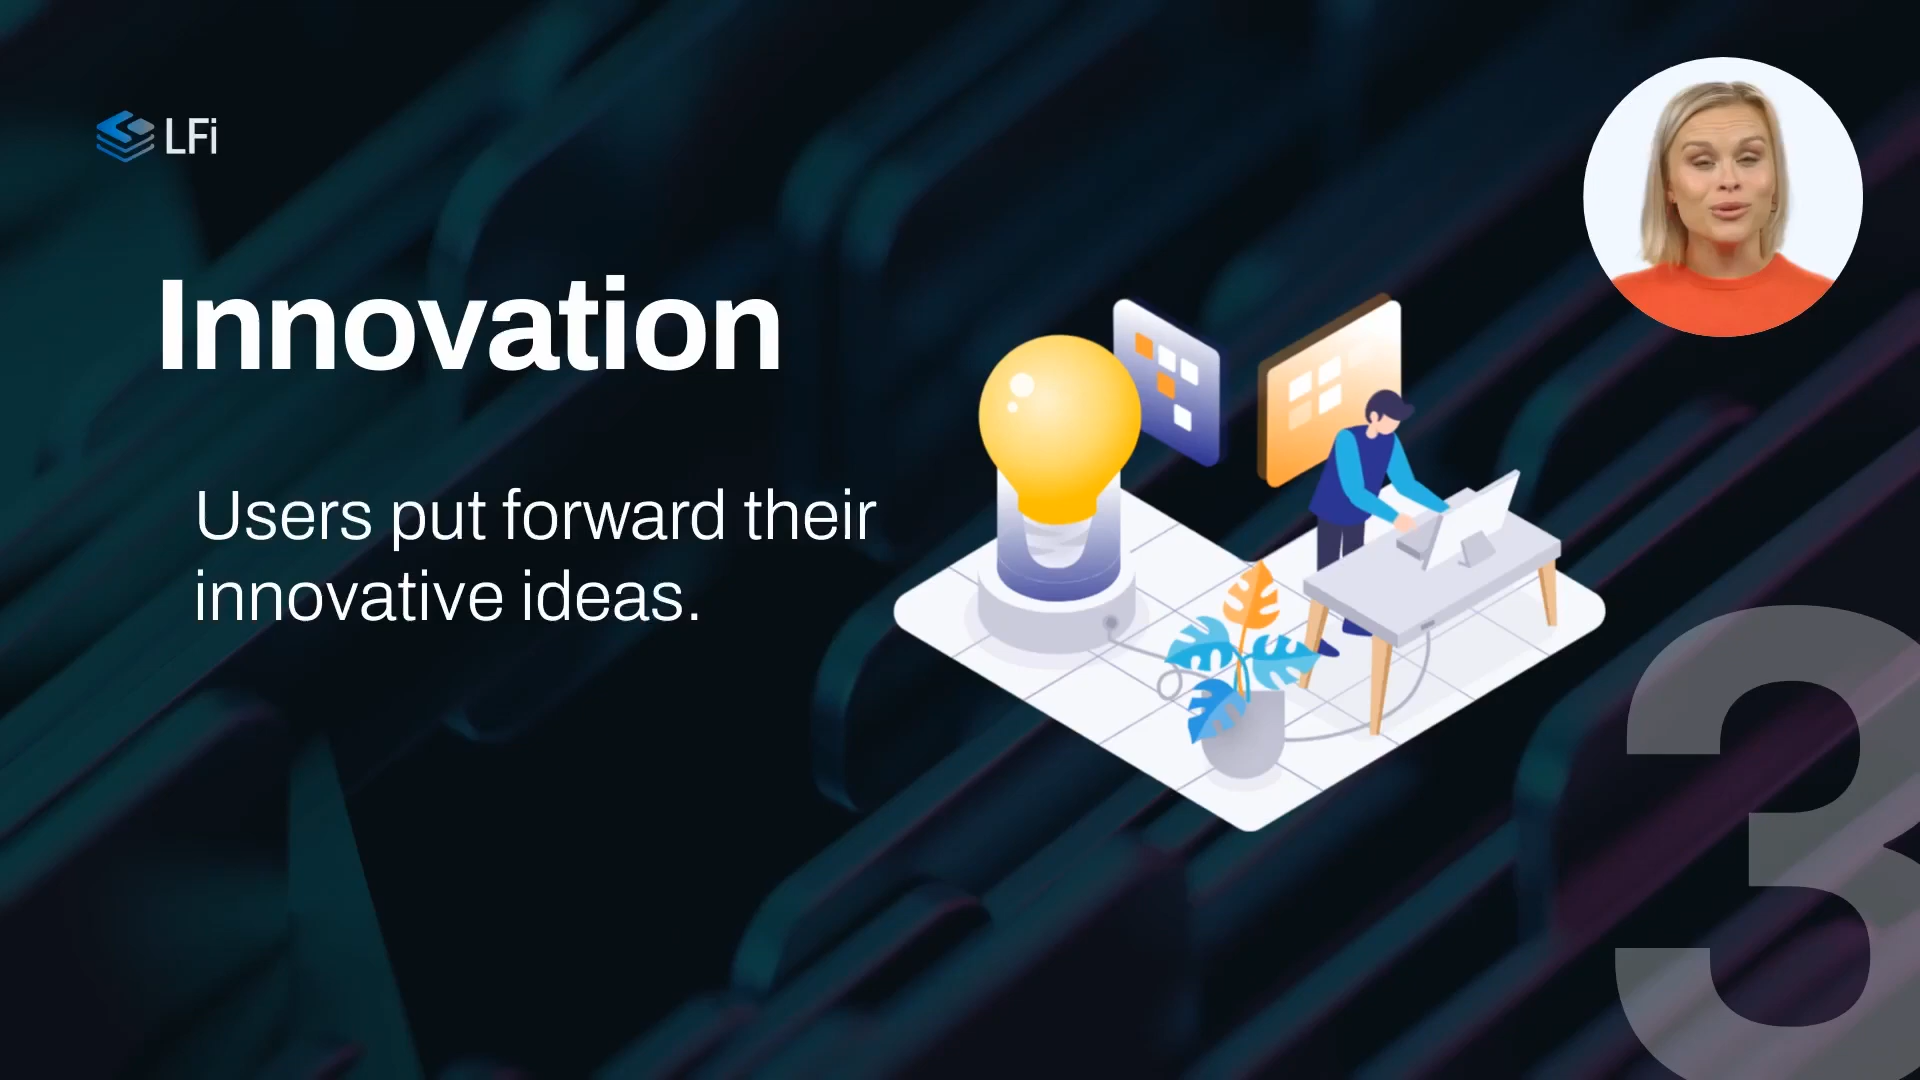 LFi
Innovation
Users put forward their
innovative ideas.
3